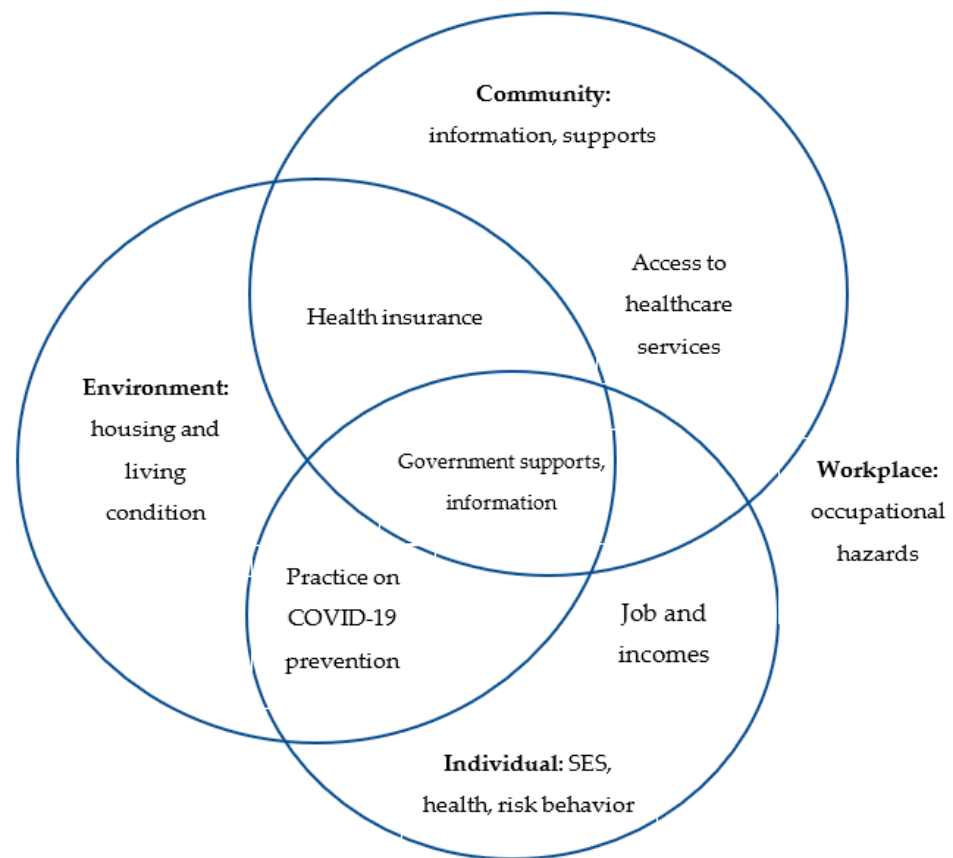 Community:
information, supports
Access to
healthcare
services
Health insurance
Environment:
housing and
living
condition
Government supports,
information
Workplace:
occupational
hazards
Practice on
COVID-19
prevention
Job and
incomes
Individual: SES,
health, risk behavior